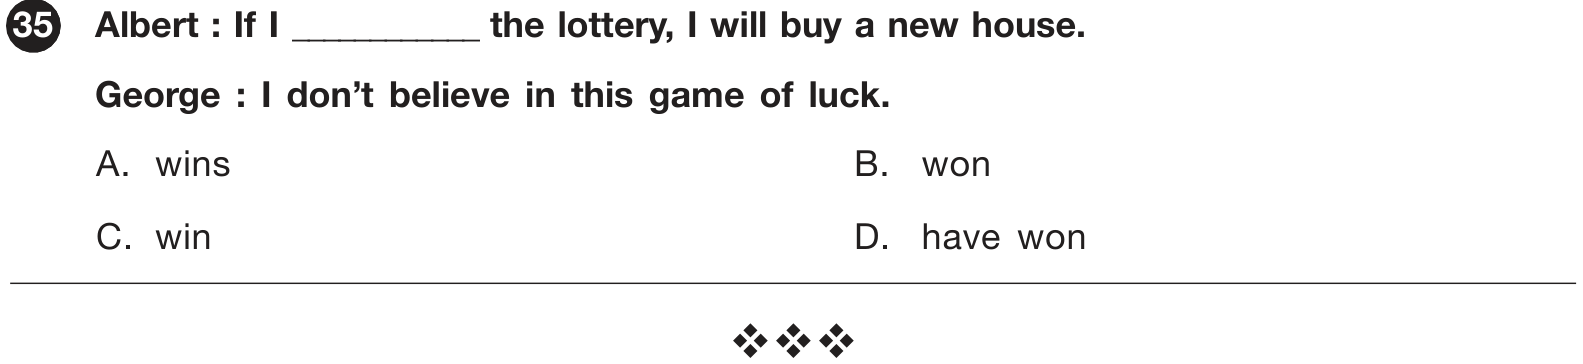 35 Albert : If I ___________ the lottery, I will buy a new house.
George : I don't believe in this game of luck.
A. wins B. won
C. win D. have won